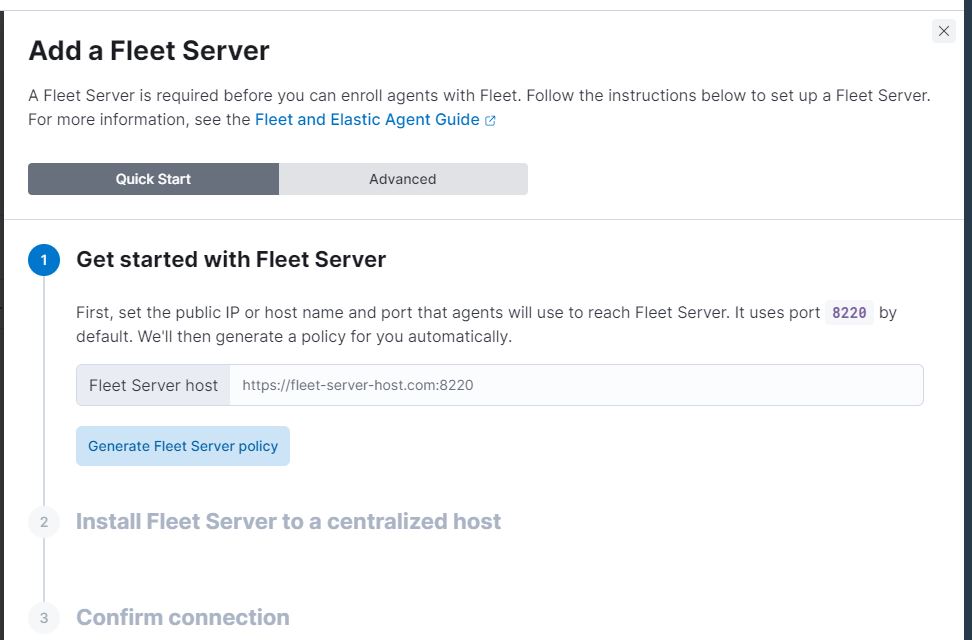 Add a Fleet Server
A Fleet Server is required before you can enroll agents with Fleet. Follow the instructions below to set up a Fleet Server.
For more information, see the Fleet and Elastic Agent Guide
Quick Start
Advanced
1
Get started with Fleet Server
First, set the public IP or host name and port that agents will use to reach Fleet Server. It uses port 8220 by
default. We'll then generate a policy for you automatically.
Fleet Server host
https://fleet-server-host.com:8220
Generate Fleet Server policy
2
Install Fleet Server to a centralized host
3
Confirm connection